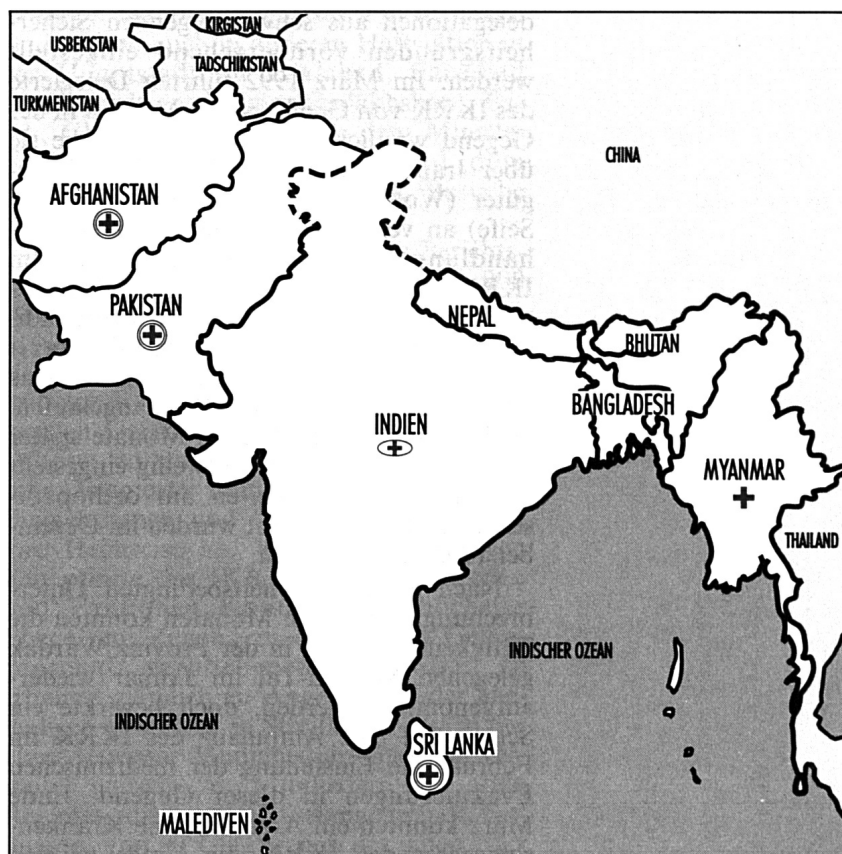 KIRGISTAN
USBEKISTAN
TADSCHIKISTAN
TURKMENISTAN
CHINA
AFGHANISTAN
PAKISTAN
NEPAL
BHUTAN
BANGLADESH
INDIEN
MYANMAR
THAILAND
INDISCHER OZEAN
INDISCHER OZEAN
SRI LANKA
MALEDIVEN